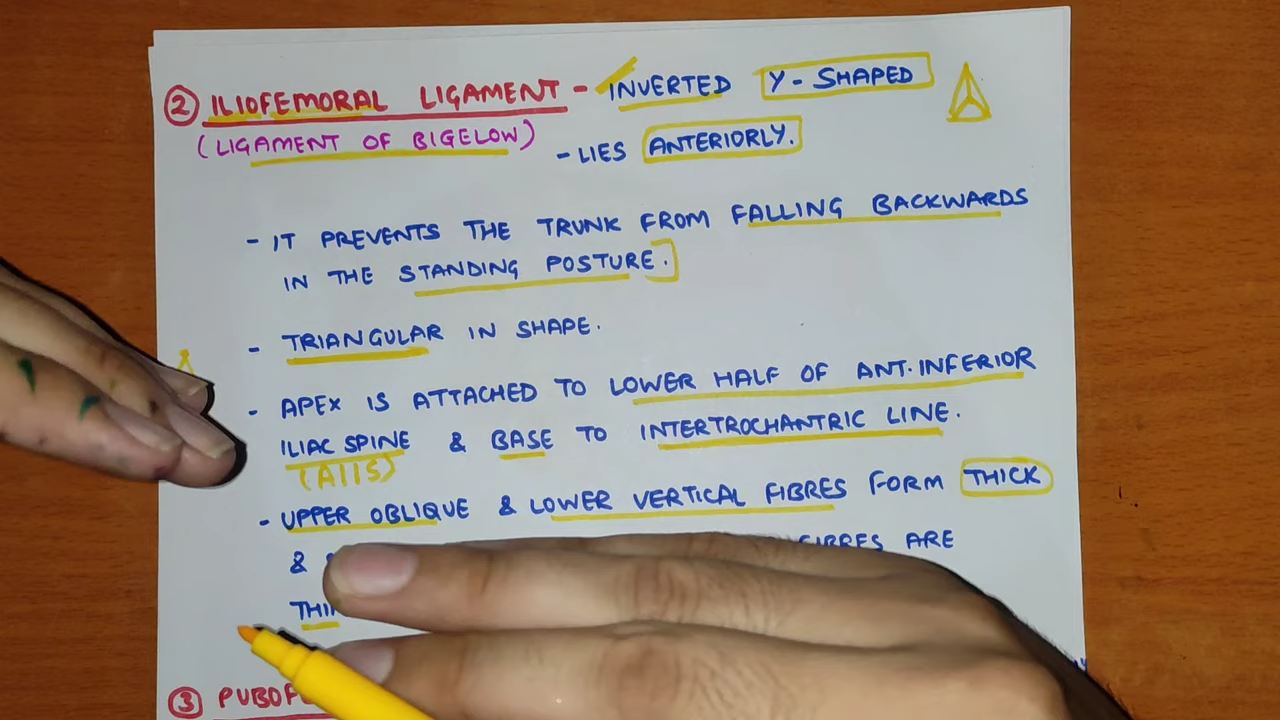 ② ILIOFEMORAL LIGAMENT - INVERTED Y-SHAPED
(LIGAMENT OF BIGELOW) - LIES ANTERIORLY.
- IT PREVENTS THE TRUNK FROM FALLING BACKWARDS
IN THE STANDING POSTURE.
- TRIANGULAR IN SHAPE.
- APEX IS ATTACHED TO LOWER HALF OF ANT. INFERIOR
ILIAC SPINE & BASE TO INTERTROCHANTRIC LINE.
(AIIS)
- UPPER OBLIQUE & LOWER VERTICAL FIBRES FORM THICK
& FIBRES ARE
③